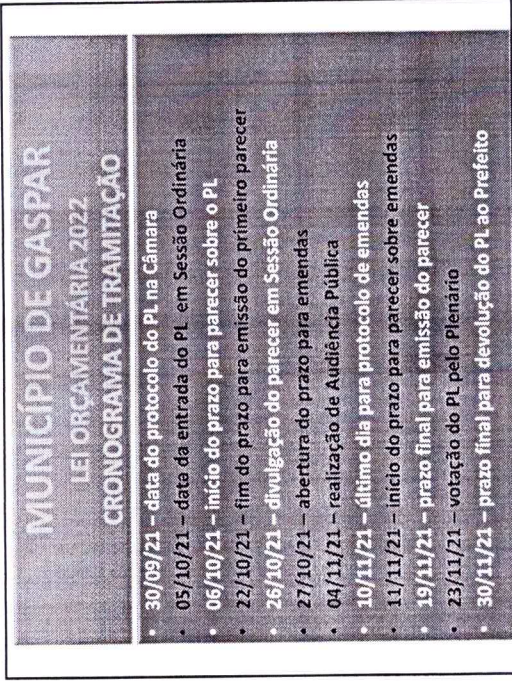 MUNICÍPIO DE GASPAR
LEI ORÇAMENTÁRIA 2022
CRONOGRAMA DE TRAMITAÇÃO
• 30/09/21 – data do protocolo do PL na Câmara
• 05/10/21 – data da entrada do PL em Sessão Ordinária
• 06/10/21 – início do prazo para parecer sobre o PL
• 22/10/21 – fim do prazo para emissão do primeiro parecer
• 26/10/21 – divulgação do parecer em Sessão Ordinária
• 27/10/21 – abertura do prazo para emendas
• 04/11/21 – realização de Audiência Pública
• 10/11/21 – último dia para protocolo de emendas
• 11/11/21 – início do prazo para parecer sobre emendas
• 19/11/21 – prazo final para emissão do parecer
• 23/11/21 – votação do PL pelo Plenário
• 30/11/21 – prazo final para devolução do PL ao Prefeito